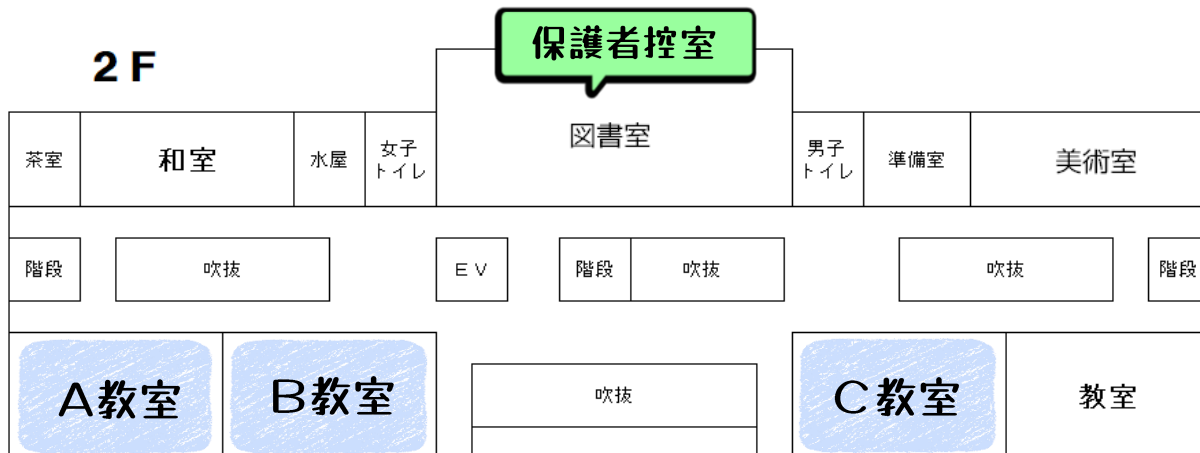 保護者控室
2F
茶室
和室
水屋
女子
トイレ
図書室
男子
トイレ
準備室
美術室
階段
吹抜
EV
階段
吹抜
吹抜
階段
A教室
B教室
吹抜
C教室
教室